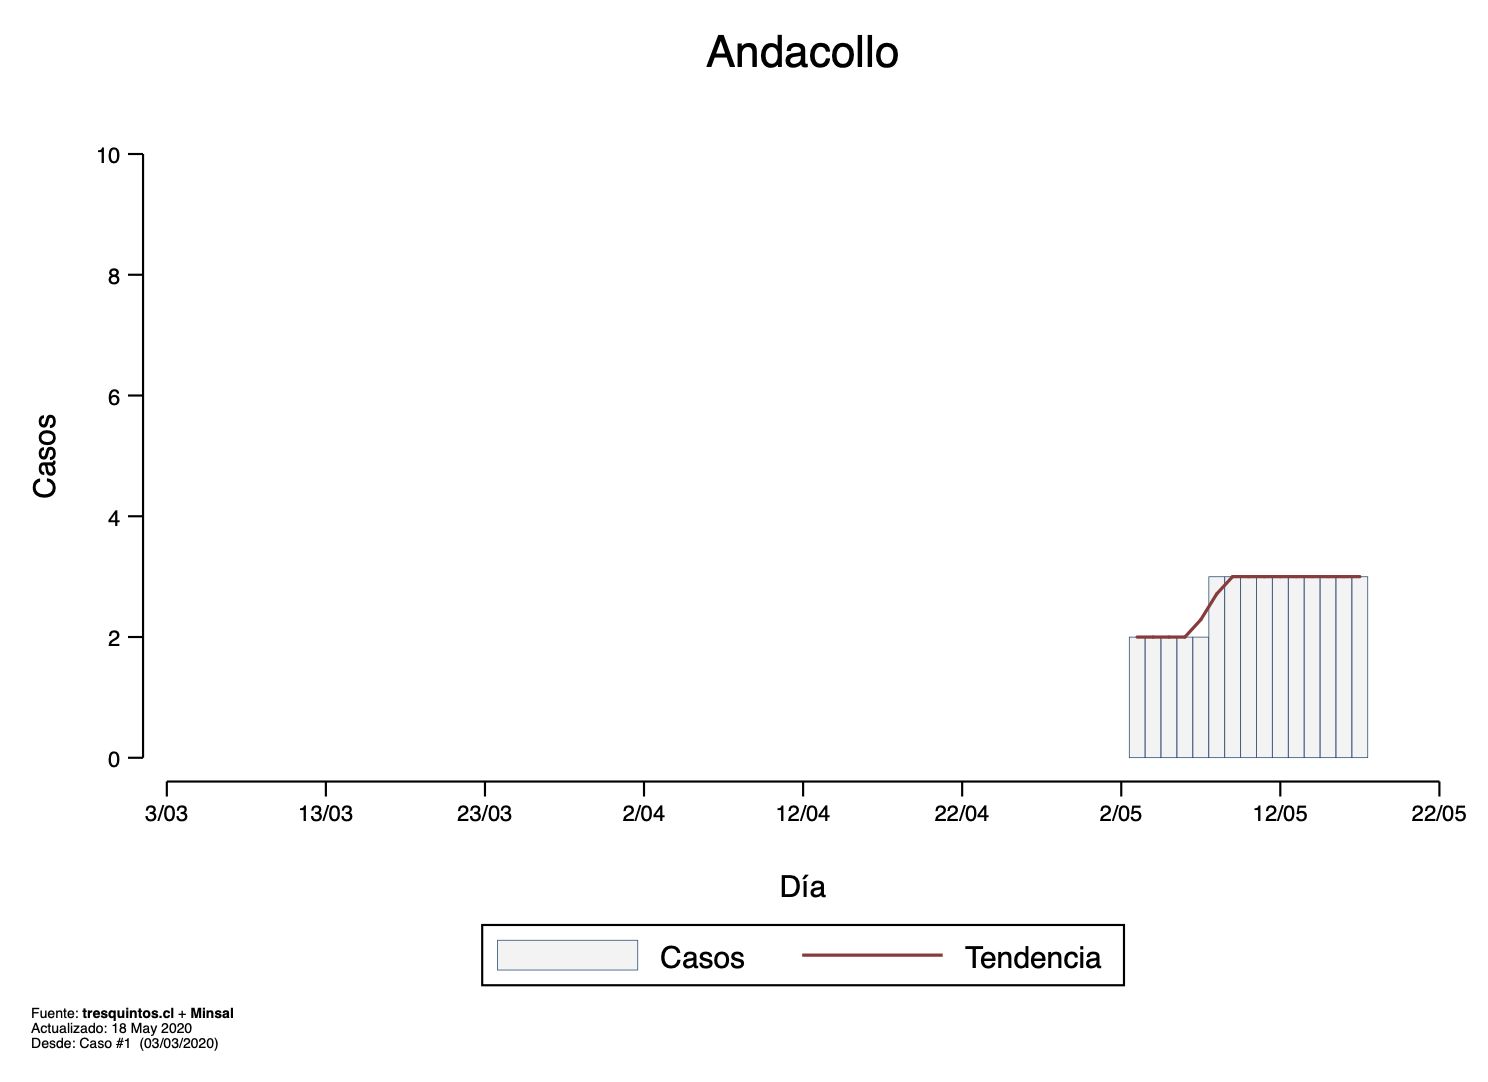 Andacollo
10
8
6
4
2
0
Casos
3/03 13/03 23/03 2/04 12/04 22/04 2/05 12/05 22/05
Día
Casos Tendencia
Fuente: tresquintos.cl + Minsal
Actualizado: 18 May 2020
Desde: Caso #1 (03/03/2020)